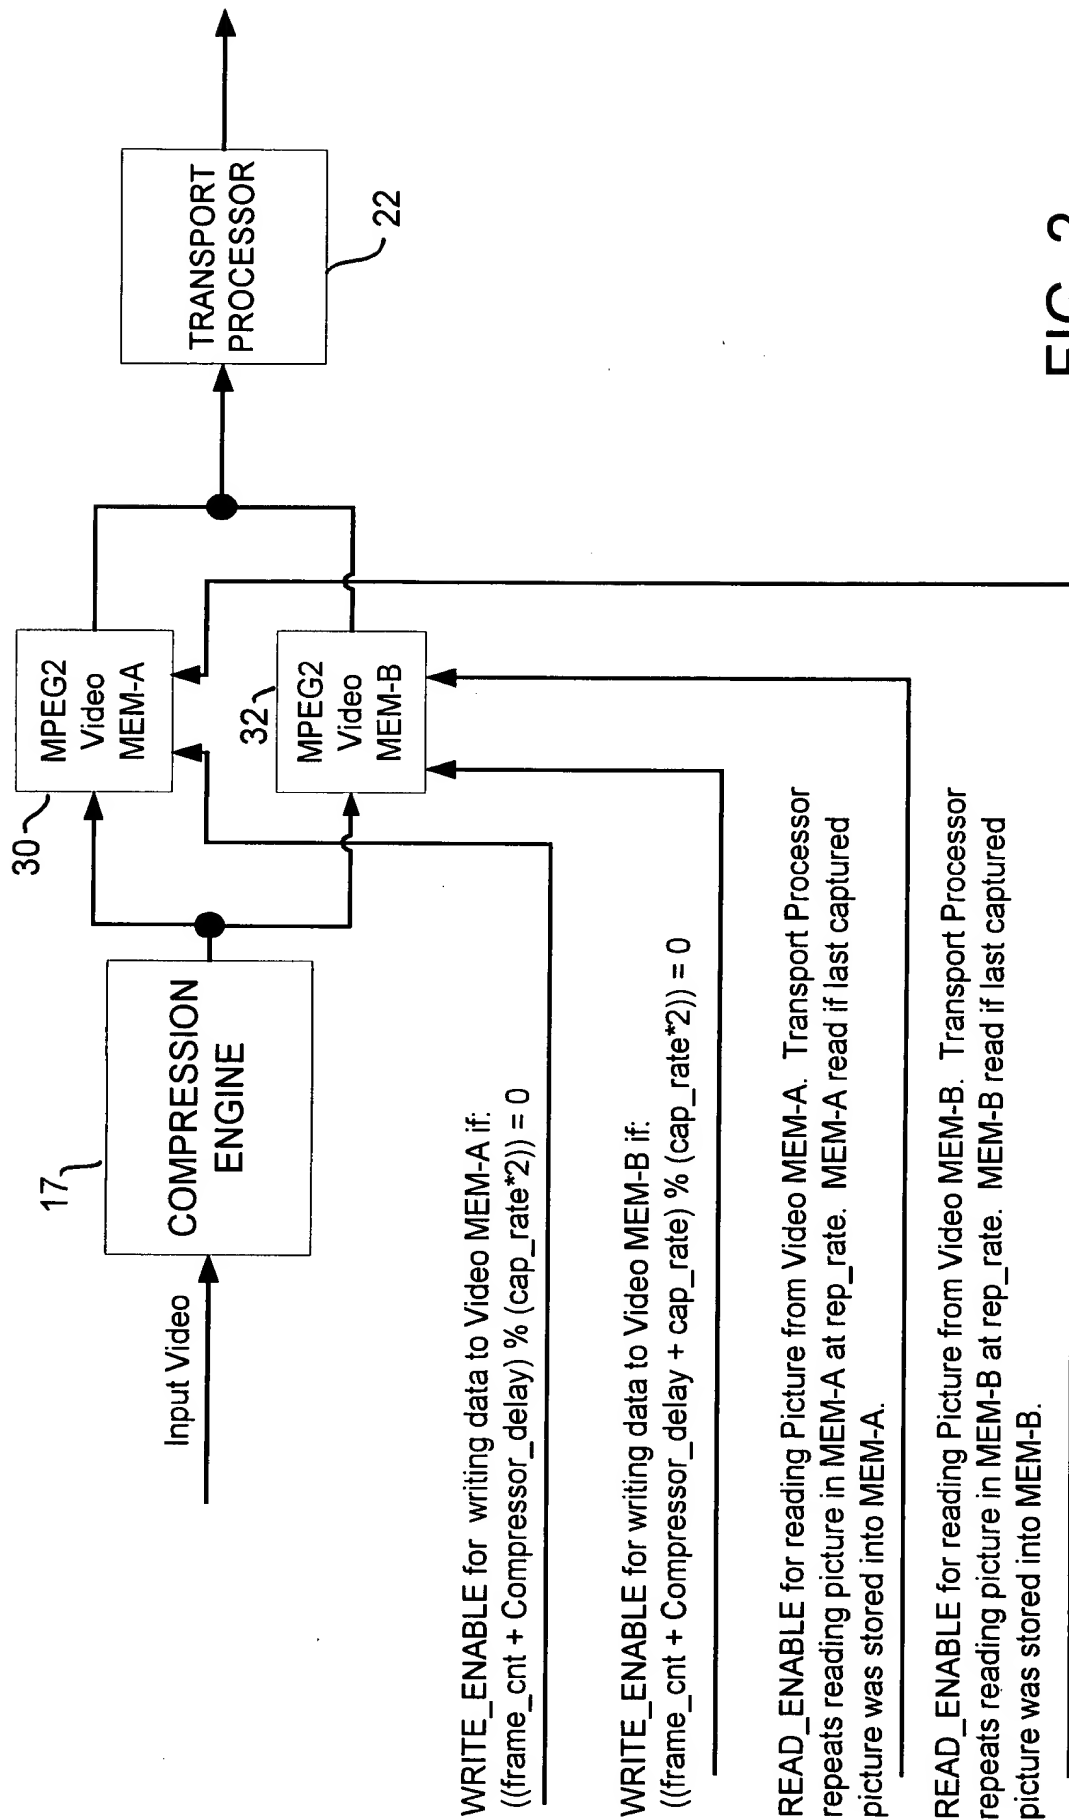 Input Video
17
COMPRESSION
ENGINE
30
MPEG2
Video
MEM-A
32
MPEG2
Video
MEM-B
TRANSPORT
PROCESSOR
22
WRITE_ENABLE for writing data to Video MEM-A if:
((frame_cnt + Compressor_delay) % (cap_rate*2)) = 0
WRITE_ENABLE for writing data to Video MEM-B if:
((frame_cnt + Compressor_delay + cap_rate) % (cap_rate*2)) = 0
READ_ENABLE for reading Picture from Video MEM-A. Transport Processor
repeats reading picture in MEM-A at rep_rate. MEM-A read if last captured
picture was stored into MEM-A.
READ_ENABLE for reading Picture from Video MEM-B. Transport Processor
repeats reading picture in MEM-B at rep_rate. MEM-B read if last captured
picture was stored into MEM-B.
FIG. 2